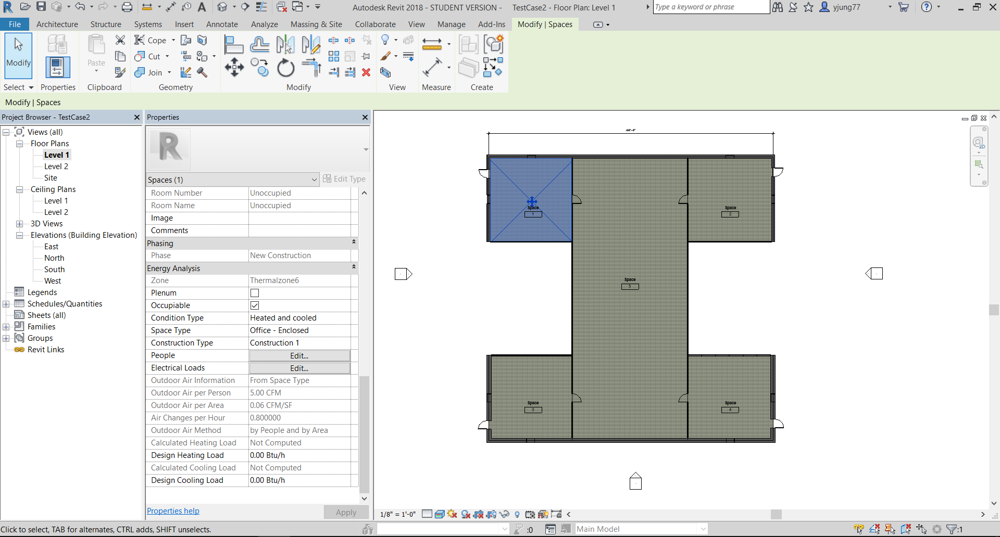 Autodesk Revit 2018 - STUDENT VERSION - TestCase2 - Floor Plan: Level 1
Type a keyword or phrase
yjung77
File Architecture Structure Systems Insert Annotate Analyze Massing & Site Collaborate View Manage Add-Ins Modify | Spaces
Modify
Paste
Cope
Cut
Join
Select Properties Clipboard Geometry Modify View Measure Create
Modify | Spaces
Project Browser - TestCase2
Views (all)
Floor Plans
Level 1
Level 2
Site
Ceiling Plans
Level 1
Level 2
3D Views
Elevations (Building Elevation)
East
North
South
West
Legends
Schedules/Quantities
Sheets (all)
Families
Groups
Revit Links
Properties
R
Spaces (1)
Edit Type
Room Number Unoccupied
Room Name Unoccupied
Image
Comments
Phasing
Phase New Construction
Energy Analysis
Zone Thermalzone6
Plenum
Occupiable
Condition Type Heated and cooled
Space Type Office - Enclosed
Construction Type Construction 1
People Edit...
Electrical Loads Edit...
Outdoor Air Information From Space Type
Outdoor Air per Person 5.00 CFM
Outdoor Air per Area 0.06 CFM/SF
Air Changes per Hour 0.800000
Outdoor Air Method by People and by Area
Calculated Heating Load Not Computed
Design Heating Load 0.00 Btu/h
Calculated Cooling Load Not Computed
Design Cooling Load 0.00 Btu/h
Properties help
Apply
2D
Space
1
Space
2
Space
5
Space
3
Space
4
1/8" = 1'-0"
Click to select, TAB for alternates, CTRL adds, SHIFT unselects.
:0
Main Model
:1